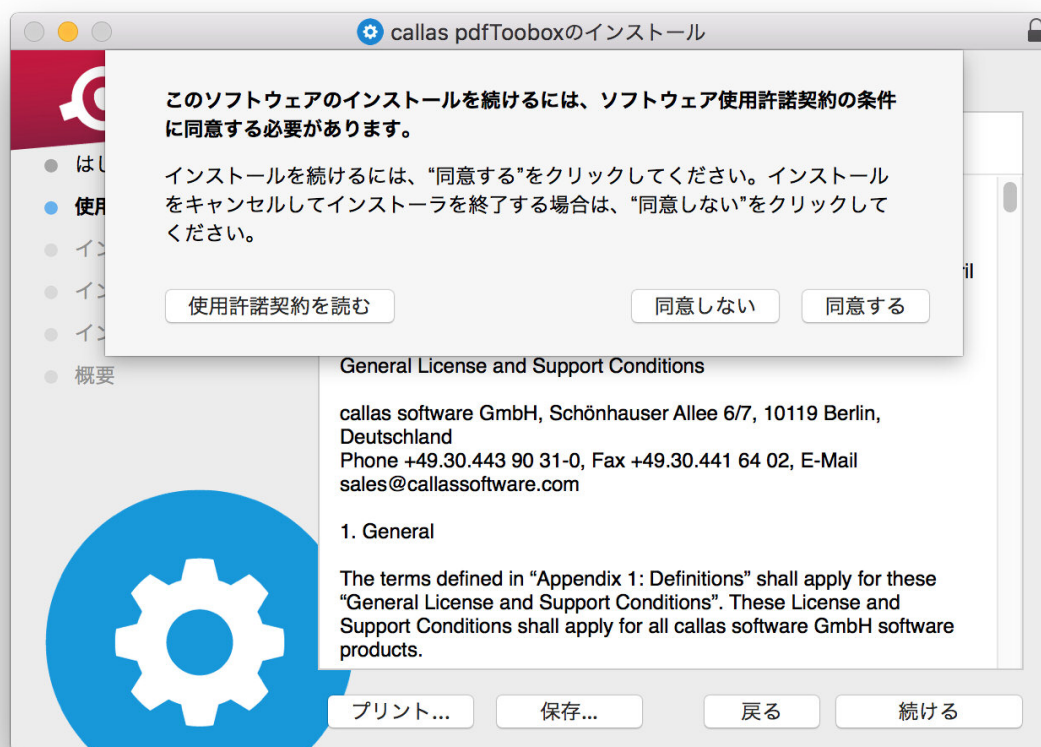 callas pdfTooboxのインストール
このソフトウェアのインストールを続けるには、ソフトウェア使用許諾契約の条件
に同意する必要があります。
インストールを続けるには、“同意する”をクリックしてください。インストール
をキャンセルしてインストーラを終了する場合は、“同意しない”をクリックして
ください。
使用許諾契約を読む
同意しない
同意する
はじ
使用
イン
イン
イン
概要
ril
General License and Support Conditions
callas software GmbH, Schönhauser Allee 6/7, 10119 Berlin,
Deutschland
Phone +49.30.443 90 31-0, Fax +49.30.441 64 02, E-Mail
sales@callassoftware.com
1. General
The terms defined in “Appendix 1: Definitions” shall apply for these
“General License and Support Conditions”. These License and
Support Conditions shall apply for all callas software GmbH software
products.
プリント...
保存...
戻る
続ける